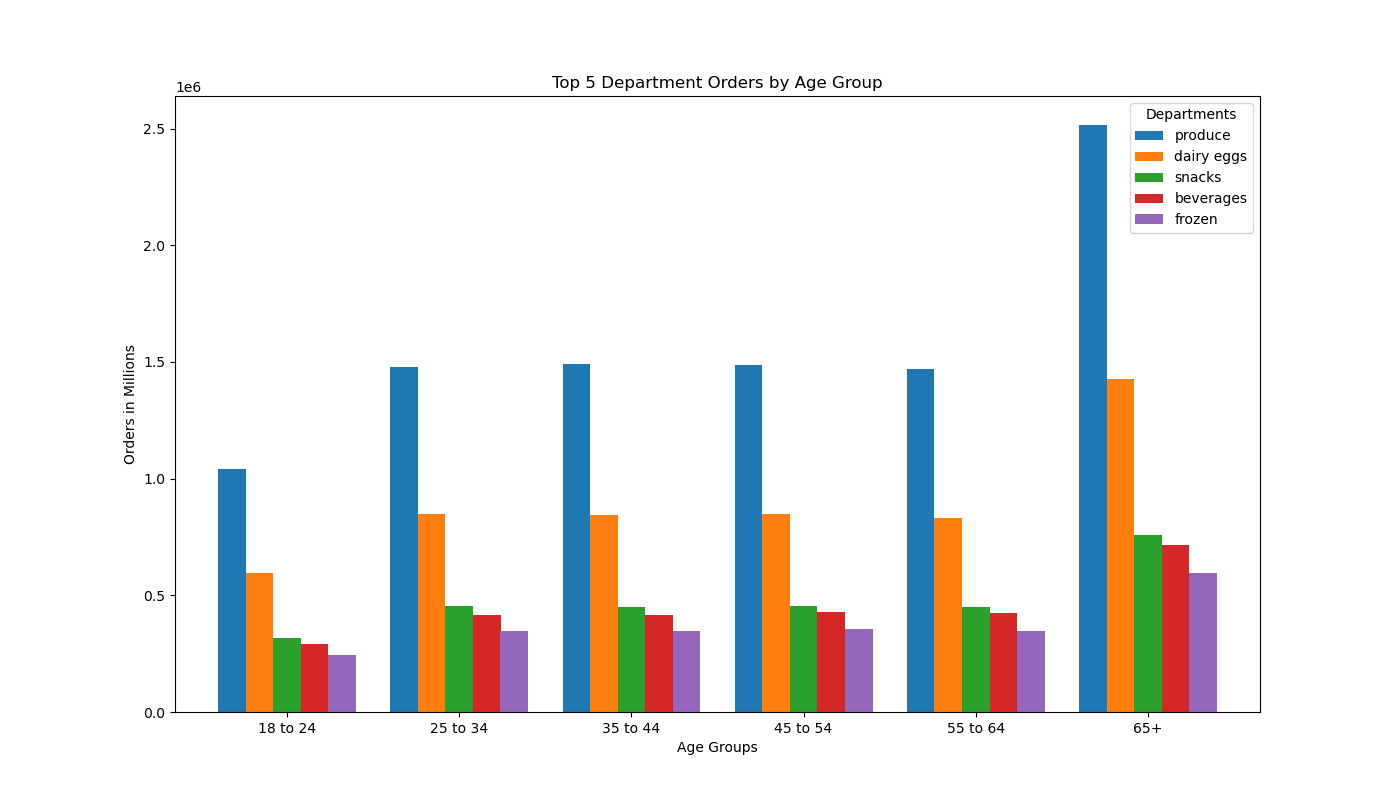 Top 5 Department Orders by Age Group
1e6
Departments
produce
dairy eggs
snacks
beverages
frozen
2.5
2.0
1.5
1.0
0.5
0.0
Orders in Millions
18 to 24
25 to 34
35 to 44
45 to 54
55 to 64
65+
Age Groups